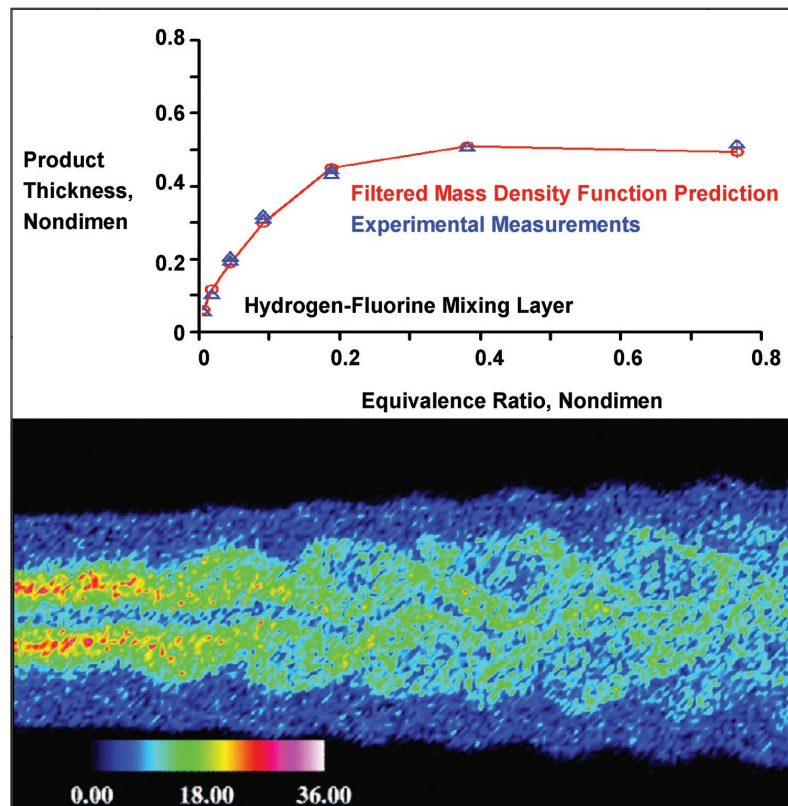 0.8
0.6
Product
Thickness,
Nondimen
0.4
Filtered Mass Density Function Prediction
Experimental Measurements
0.2
Hydrogen-Fluorine Mixing Layer
0
0 0.2 0.4 0.6 0.8
Equivalence Ratio, Nondimen
0.00 18.00 36.00